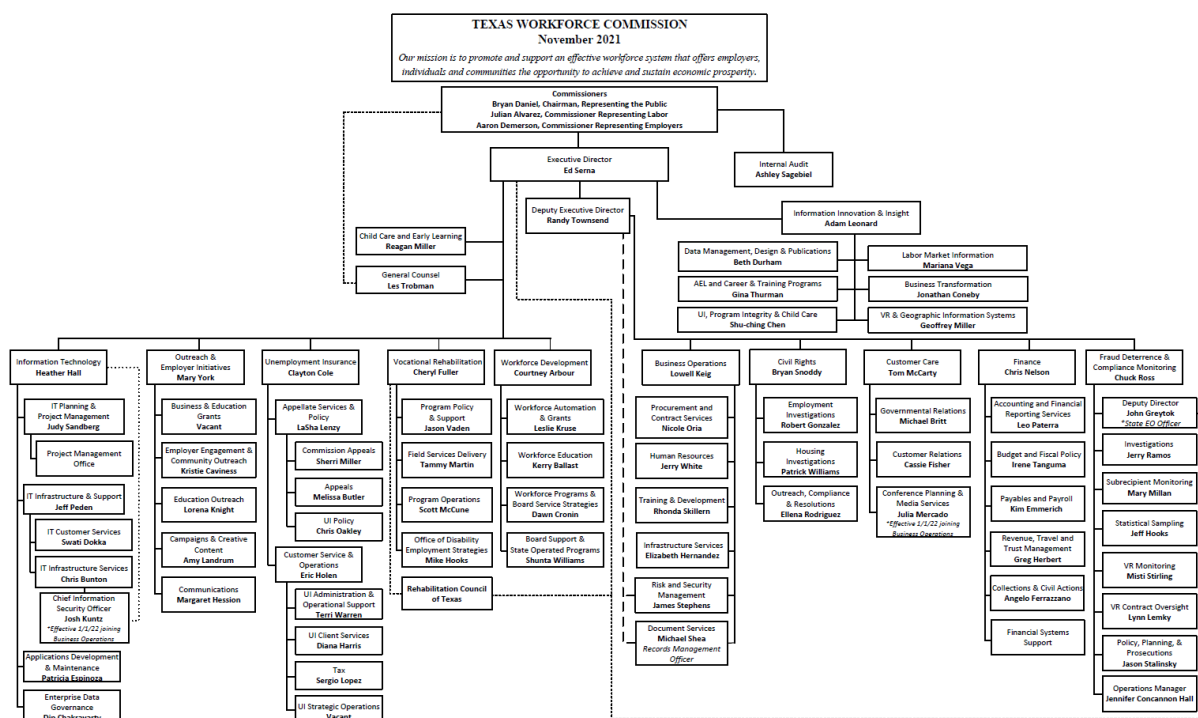 TEXAS WORKFORCE COMMISSION
November 2021
Our mission is to promote and support an effective workforce system that offers employers,
individuals and communities the opportunity to achieve and sustain economic prosperity.
Commissioners
Bryan Daniel, Chairman, Representing the Public
Julian Alvarez, Commissioner Representing Labor
Aaron Demerson, Commissioner Representing Employers
Executive Director
Ed Serna
Internal Audit
Ashley Sagebiel
Deputy Executive Director
Randy Townsend
Information Innovation & Insight
Adam Leonard
Child Care and Early Learning
Reagan Miller
General Counsel
Les Trobman
Data Management, Design & Publications
Beth Durham
Labor Market Information
Mariana Vega
AEL and Career & Training Programs
Gina Thurman
Business Transformation
Jonathan Coneby
UI, Program Integrity & Child Care
Shu-ching Chen
VR & Geographic Information Systems
Geoffrey Miller
Information Technology
Heather Hall
IT Planning &
Project Management
Judy Sandberg
Project Management
Office
IT Infrastructure & Support
Jeff Peden
IT Customer Services
Swati Dokka
IT Infrastructure Services
Chris Bunton
Chief Information
Security Officer
Josh Kuntz
*Effective 1/1/22 joining
Business Operations
Applications Development
& Maintenance
Patricia Espinoza
Enterprise Data
Governance
Outreach &
Employer Initiatives
Mary York
Business & Education
Grants
Vacant
Employer Engagement &
Community Outreach
Kristie Caviness
Education Outreach
Lorena Knight
Campaigns & Creative
Content
Amy Landrum
Communications
Margaret Hession
Unemployment Insurance
Clayton Cole
Appellate Services &
Policy
LaSha Lenzy
Commission Appeals
Sherri Miller
Appeals
Melissa Butler
UI Policy
Chris Oakley
Customer Service &
Operations
Eric Holen
UI Administration &
Operational Support
Terri Warren
UI Client Services
Diana Harris
Tax
Sergio Lopez
UI Strategic Operations
Vacant
Vocational Rehabilitation
Cheryl Fuller
Program Policy
& Support
Jason Vaden
Field Services Delivery
Tammy Martin
Program Operations
Scott McCune
Office of Disability
Employment Strategies
Mike Hooks
Rehabilitation Council
of Texas
Workforce Development
Courtney Arbour
Workforce Automation
& Grants
Leslie Kruse
Workforce Education
Kerry Ballast
Workforce Programs &
Board Service Strategies
Dawn Cronin
Board Support &
State Operated Programs
Shunta Williams
Business Operations
Lowell Keig
Procurement and
Contract Services
Nicole Oria
Human Resources
Jerry White
Training & Development
Rhonda Skillern
Infrastructure Services
Elizabeth Hernandez
Risk and Security
Management
James Stephens
Document Services
Michael Shea
Records Management
Officer
Civil Rights
Bryan Snoddy
Employment
Investigations
Robert Gonzalez
Housing
Investigations
Patrick Williams
Outreach, Compliance
& Resolutions
Ellena Rodriguez
Customer Care
Tom McCarty
Governmental Relations
Michael Britt
Customer Relations
Cassie Fisher
Conference Planning &
Media Services
Julia Mercado
*Effective 1/1/22 joining
Business Operations
Finance
Chris Nelson
Accounting and Financial
Reporting Services
Leo Paterra
Budget and Fiscal Policy
Irene Tanguma
Payables and Payroll
Kim Emmerich
Revenue, Travel and
Trust Management
Greg Herbert
Collections & Civil Actions
Angelo Ferrazzano
Financial Systems
Support
Fraud Deterrence &
Compliance Monitoring
Chuck Ross
Deputy Director
John Greytok
*State EO Officer
Investigations
Jerry Ramos
Subrecipient Monitoring
Mary Millan
Statistical Sampling
Jeff Hooks
VR Monitoring
Misti Stirling
VR Contract Oversight
Lynn Lemky
Policy, Planning, &
Prosecutions
Jason Stalinsky
Operations Manager
Jennifer Concannon Hall